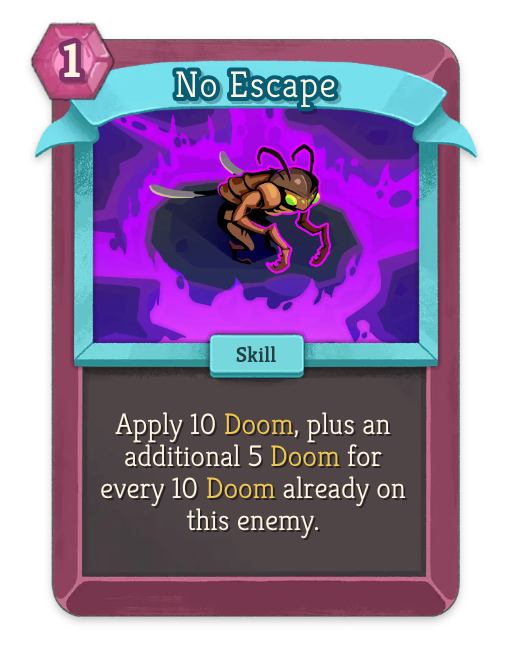 1
No Escape
Skill
Apply 10 Doom, plus an
additional 5 Doom for
every 10 Doom already on
this enemy.